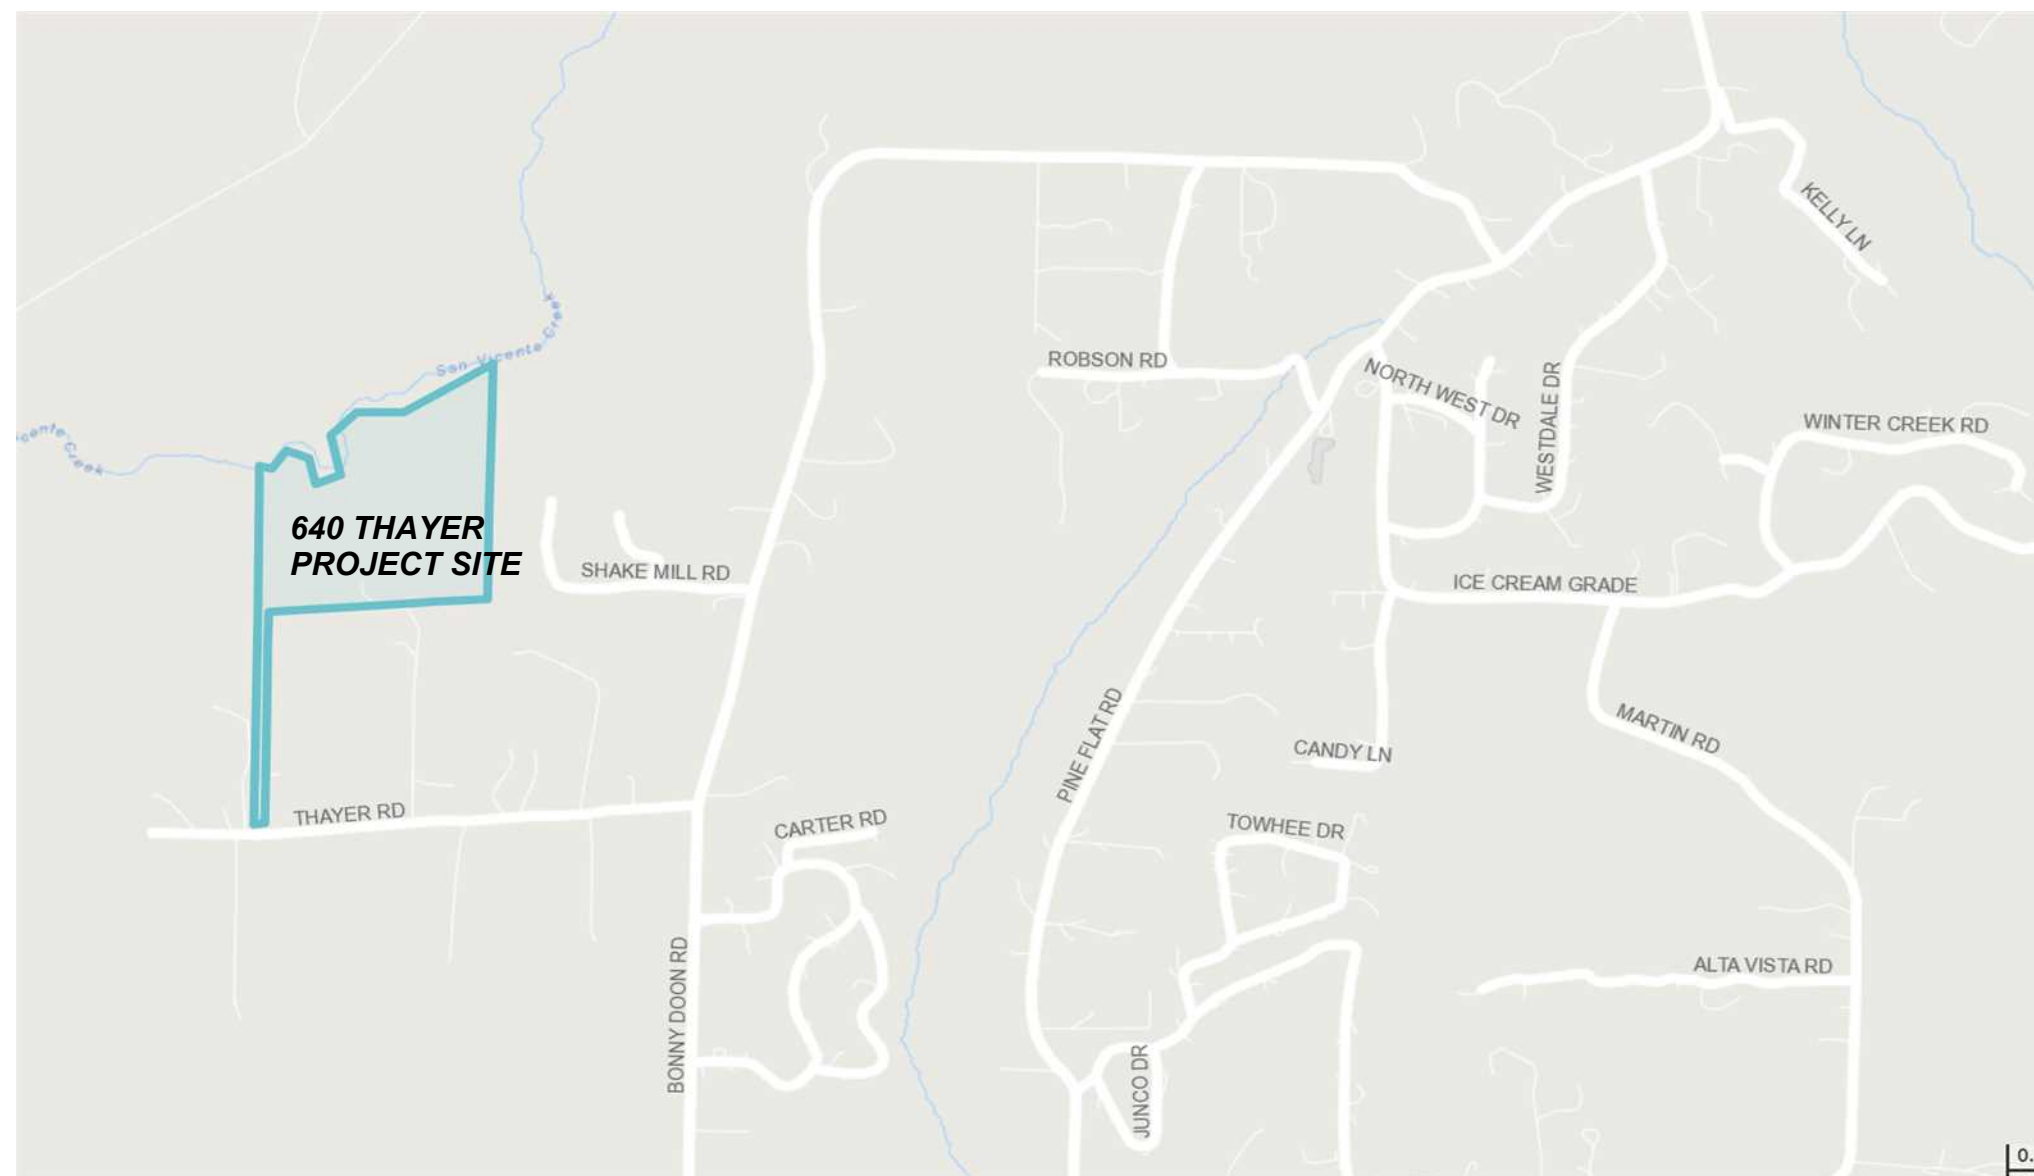 KELLY LN
San Vicente Creek
ROBSON RD
NORTH WEST DR
WESTDALE DR
WINTER CREEK RD
icente Creek
640 THAYER
PROJECT SITE
SHAKE MILL RD
ICE CREAM GRADE
PINE FLAT RD
MARTIN RD
CANDY LN
THAYER RD
CARTER RD
TOWHEE DR
ALTA VISTA RD
BONNY DOON RD
JUNCO DR
0.